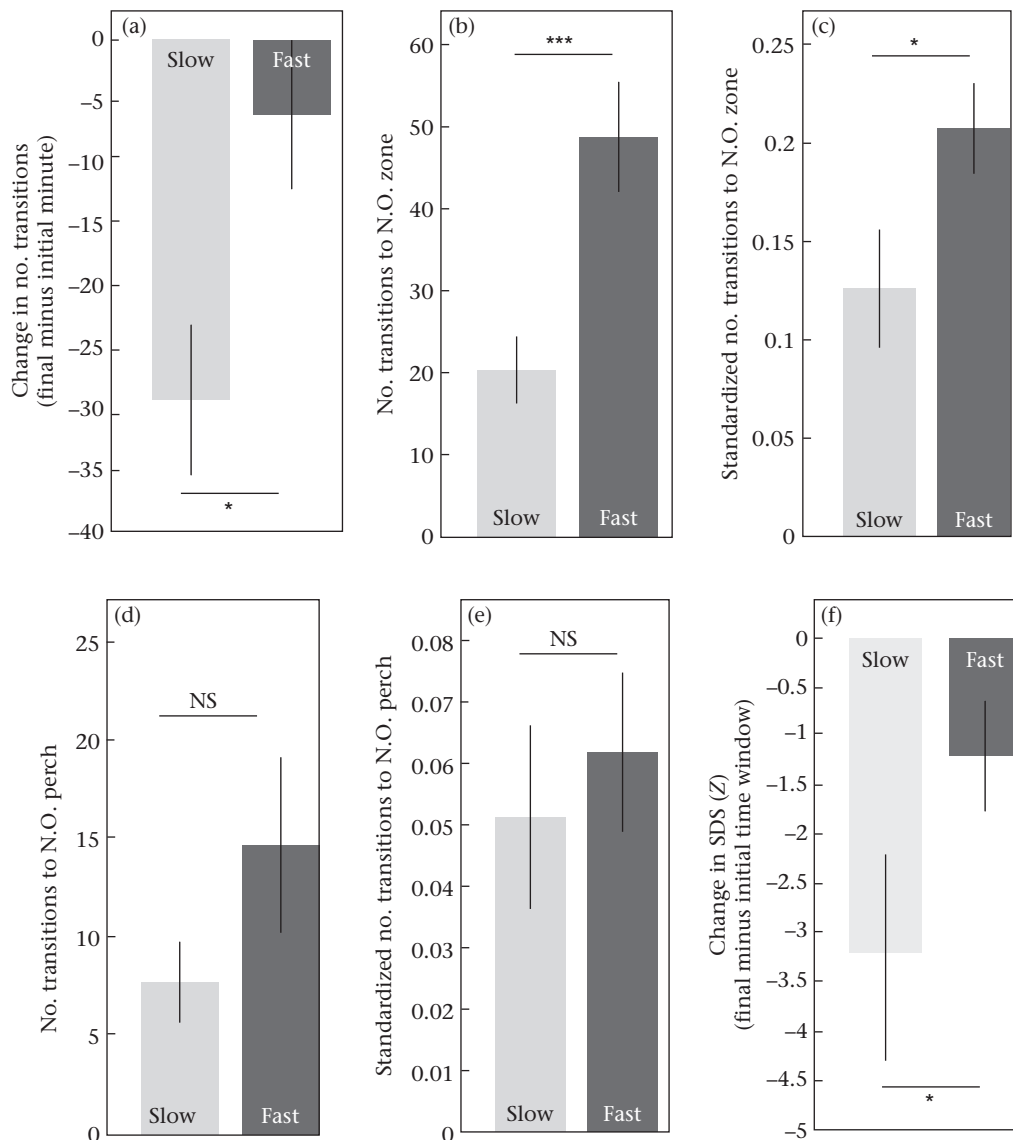 (a)
Change in no. transitions
(final minus initial minute)
0
–5
–10
–15
–20
–25
–30
–35
–40
Slow
Fast
*
(b)
No. transitions to N.O. zone
60
50
40
30
20
10
0
***
Slow
Fast
(c)
Standardized no. transitions to N.O. zone
0.25
0.2
0.15
0.1
0.05
0
*
Slow
Fast
(d)
No. transitions to N.O. perch
25
20
15
10
5
0
NS
Slow
Fast
(e)
Standardized no. transitions to N.O. perch
0.08
0.07
0.06
0.05
0.04
0.03
0.02
0.01
0
NS
Slow
Fast
(f)
Change in SDS (Z)
(final minus initial time window)
0
–0.5
–1
–1.5
–2
–2.5
–3
–3.5
–4
–4.5
–5
Slow
Fast
*